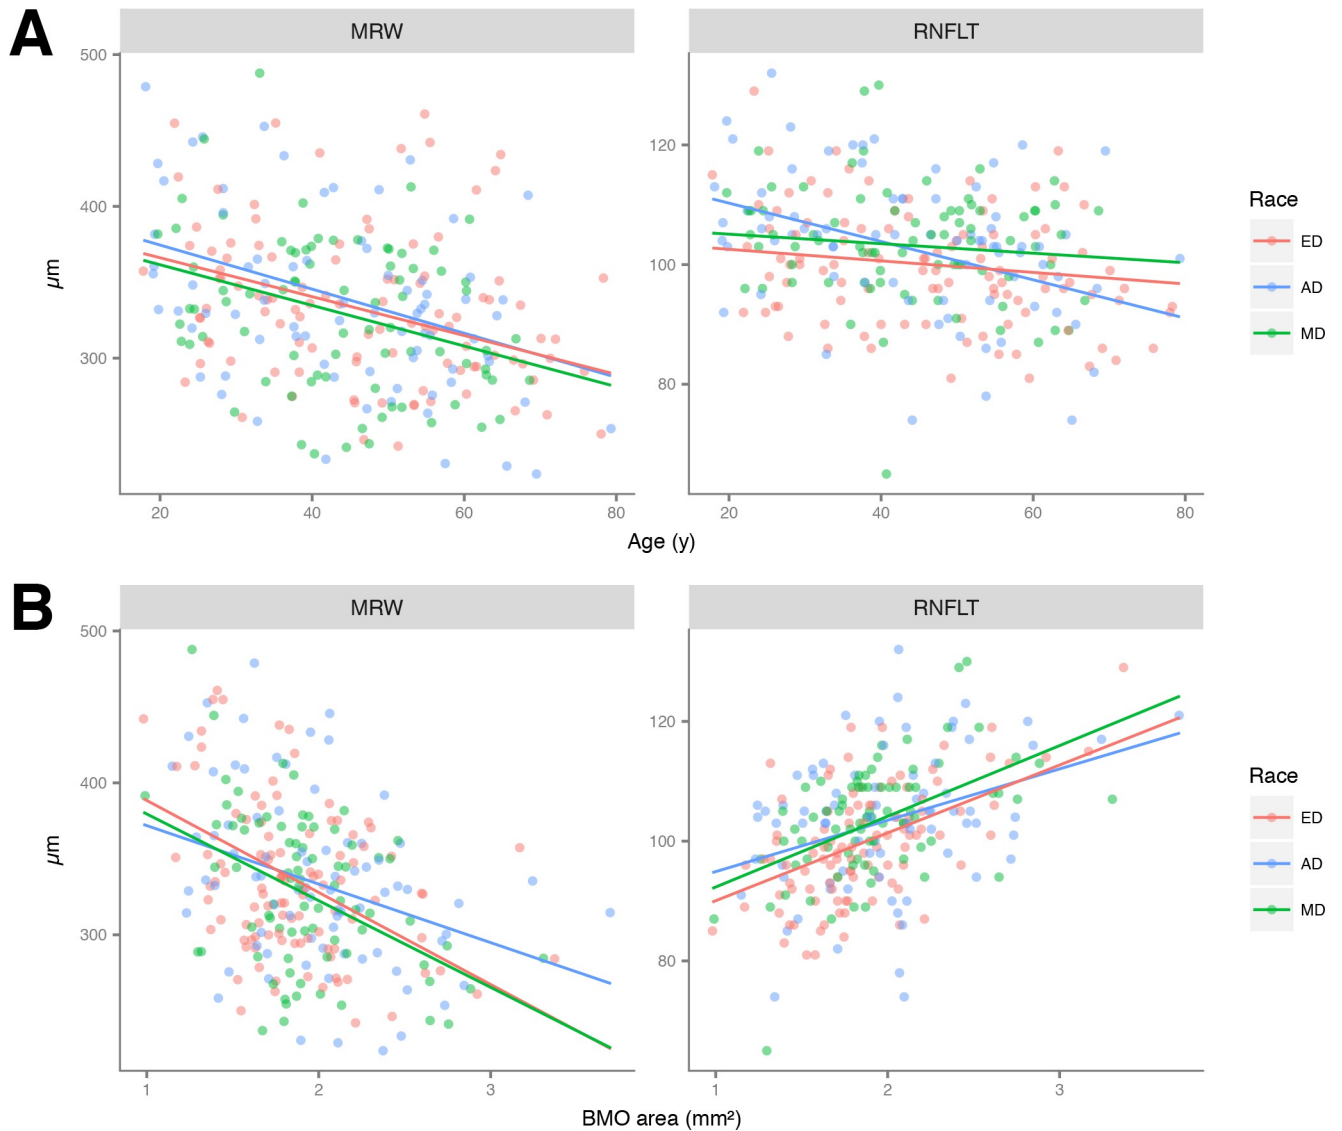 A
MRW
RNFLT
500
400
300
µm
120
100
80
20 40 60 80
20 40 60 80
Age (y)
Race
ED
AD
MD
B
MRW
RNFLT
500
400
300
µm
120
100
80
1 2 3
1 2 3
BMO area (mm²)
Race
ED
AD
MD